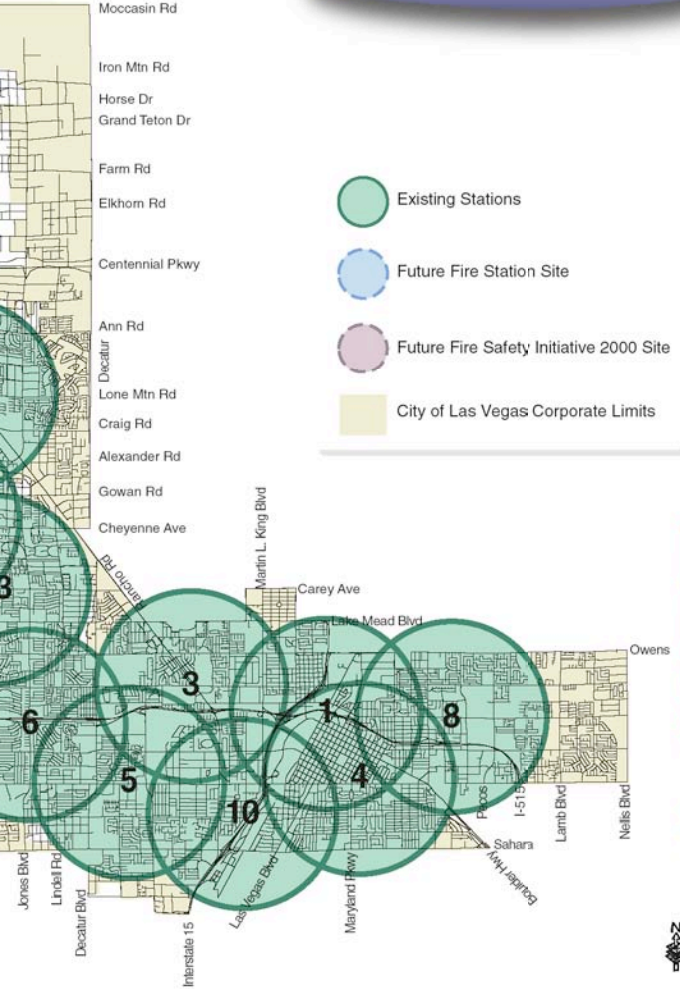 Moccasin Rd
Iron Mtn Rd
Horse Dr
Grand Teton Dr
Farm Rd
Elkhorn Rd
Centennial Pkwy
Ann Rd
Decatur
Lone Mtn Rd
Craig Rd
Alexander Rd
Gowan Rd
Cheyenne Ave
Existing Stations
Future Fire Station Site
Future Fire Safety Initiative 2000 Site
City of Las Vegas Corporate Limits
Rancho Rd
Martin L. King Blvd
Carey Ave
Lake Mead Blvd
Owens
3
3
6
1
8
5
4
10
Pecos
I-515
Lamb Blvd
Nellis Blvd
Sahara
Boulder Hwy
Jones Blvd
Lindell Rd
Decatur Blvd
Interstate 15
Las Vegas Blvd
Maryland Pkwy
N